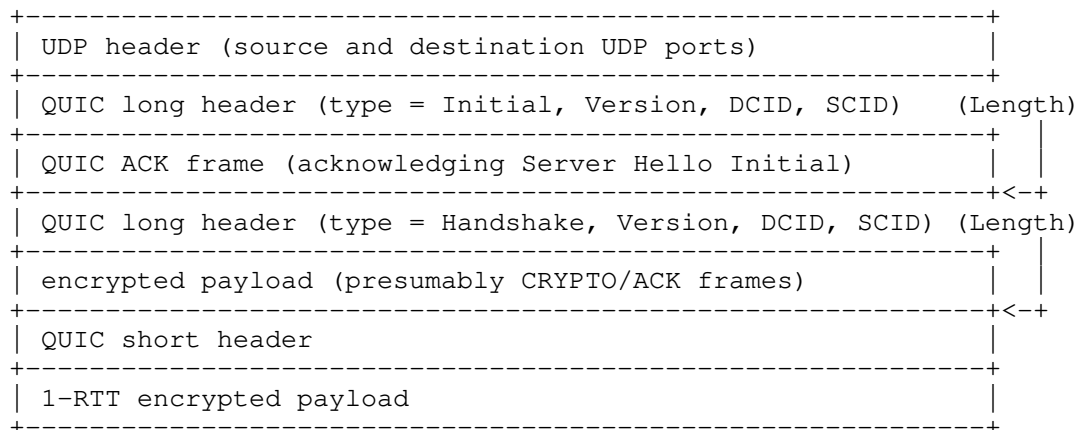 +------------------------------------------------------------+
| UDP header (source and destination UDP ports) |
+------------------------------------------------------------+
| QUIC long header (type = Initial, Version, DCID, SCID) (Length)
+------------------------------------------------------------+ |
| QUIC ACK frame (acknowledging Server Hello Initial) | |
+------------------------------------------------------------+<-+
| QUIC long header (type = Handshake, Version, DCID, SCID) (Length)
+------------------------------------------------------------+ |
| encrypted payload (presumably CRYPTO/ACK frames) | |
+------------------------------------------------------------+<-+
| QUIC short header |
+------------------------------------------------------------+
| 1-RTT encrypted payload |
+------------------------------------------------------------+